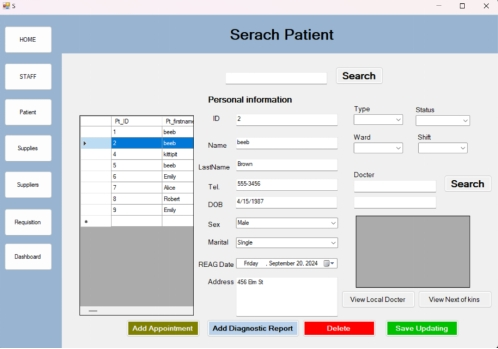 S
Serach Patient
HOME
STAFF
Patient
Supplies
Suppliers
Requisition
Dashboard
Search
Personal information
Pt_ID Pt_firstname
1 beeb
2 beeb
4 kittipit
5 beeb
6 Emily
7 Alice
8 Robert
9 Emily
ID 2
Name beeb
LastName Brown
Tel. 555-3456
DOB 4/15/1987
Sex Male
Marital Single
REAG.Date Friday , September 20, 2024
Address 456 Elm St
Type
Status
Ward
Shift
Docter
Search
View Local Docter
View Next of kins
Add Appointment
Add Diagnostic Report
Delete
Save Updating